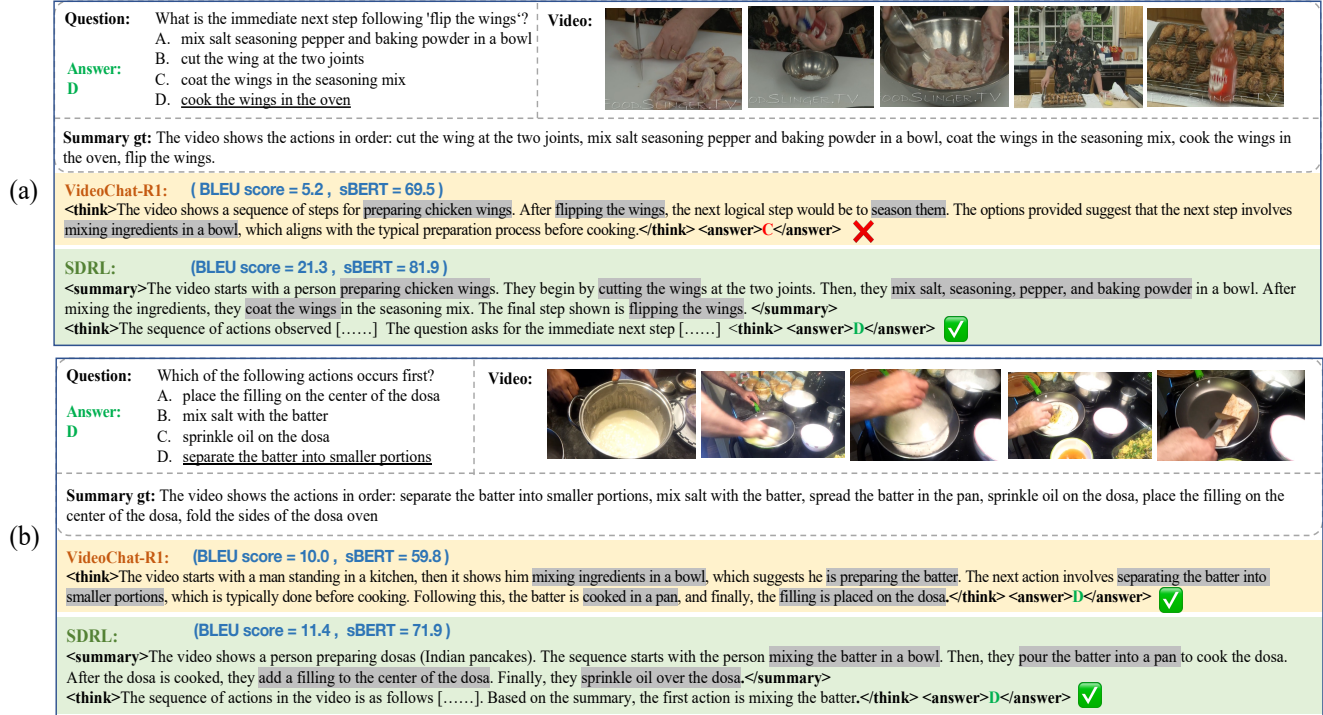 (a)
Question: What is the immediate next step following 'flip the wings‘? Video:
A. mix salt seasoning pepper and baking powder in a bowl
Answer: B. cut the wing at the two joints
D C. coat the wings in the seasoning mix
D. cook the wings in the oven
FOODSLINGER.TV
OODSLINGER.TV
FOODSLINGER.TV
Summary gt: The video shows the actions in order: cut the wing at the two joints, mix salt seasoning pepper and baking powder in a bowl, coat the wings in the seasoning mix, cook the wings in
the oven, flip the wings.
VideoChat-R1: ( BLEU score = 5.2 , sBERT = 69.5 )
<think>The video shows a sequence of steps for preparing chicken wings. After flipping the wings, the next logical step would be to season them. The options provided suggest that the next step involves
mixing ingredients in a bowl, which aligns with the typical preparation process before cooking.</think> <answer>C</answer>
SDRL: (BLEU score = 21.3 , sBERT = 81.9 )
<summary>The video starts with a person preparing chicken wings. They begin by cutting the wings at the two joints. Then, they mix salt, seasoning, pepper, and baking powder in a bowl. After
mixing the ingredients, they coat the wings in the seasoning mix. The final step shown is flipping the wings. </summary>
<think>The sequence of actions observed [……] The question asks for the immediate next step [……] <think> <answer>D</answer>
(b)
Question: Which of the following actions occurs first? Video:
A. place the filling on the center of the dosa
Answer: B. mix salt with the batter
D C. sprinkle oil on the dosa
D. separate the batter into smaller portions
Summary gt: The video shows the actions in order: separate the batter into smaller portions, mix salt with the batter, spread the batter in the pan, sprinkle oil on the dosa, place the filling on the
center of the dosa, fold the sides of the dosa oven
VideoChat-R1: (BLEU score = 10.0 , sBERT = 59.8 )
<think>The video starts with a man standing in a kitchen, then it shows him mixing ingredients in a bowl, which suggests he is preparing the batter. The next action involves separating the batter into
smaller portions, which is typically done before cooking. Following this, the batter is cooked in a pan, and finally, the filling is placed on the dosa.</think> <answer>D</answer>
SDRL: (BLEU score = 11.4 , sBERT = 71.9 )
<summary>The video shows a person preparing dosas (Indian pancakes). The sequence starts with the person mixing the batter in a bowl. Then, they pour the batter into a pan to cook the dosa.
After the dosa is cooked, they add a filling to the center of the dosa. Finally, they sprinkle oil over the dosa.</summary>
<think>The sequence of actions in the video is as follows [……]. Based on the summary, the first action is mixing the batter.</think> <answer>D</answer>